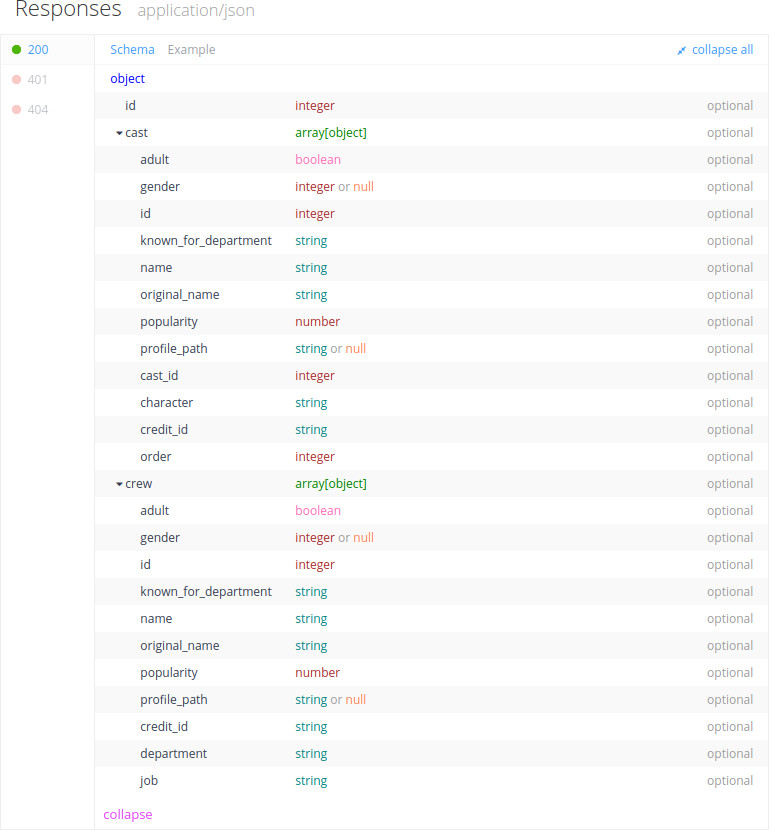 Responses application/json
200 Schema Example collapse all
401 object
id integer optional
404
cast array[object] optional
adult boolean optional
gender integer or null optional
id integer optional
known_for_department string optional
name string optional
original_name string optional
popularity number optional
profile_path string or null optional
cast_id integer optional
character string optional
credit_id string optional
order integer optional
crew array[object] optional
adult boolean optional
gender integer or null optional
id integer optional
known_for_department string optional
name string optional
original_name string optional
popularity number optional
profile_path string or null optional
credit_id string optional
department string optional
job string optional
collapse